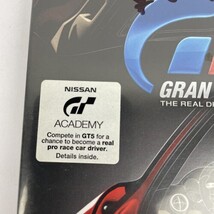 GRAN
THE REAL
NISSAN
GT
ACADEMY
Compete in GT5 for a
chance to become a real
pro race car driver.
Details inside.